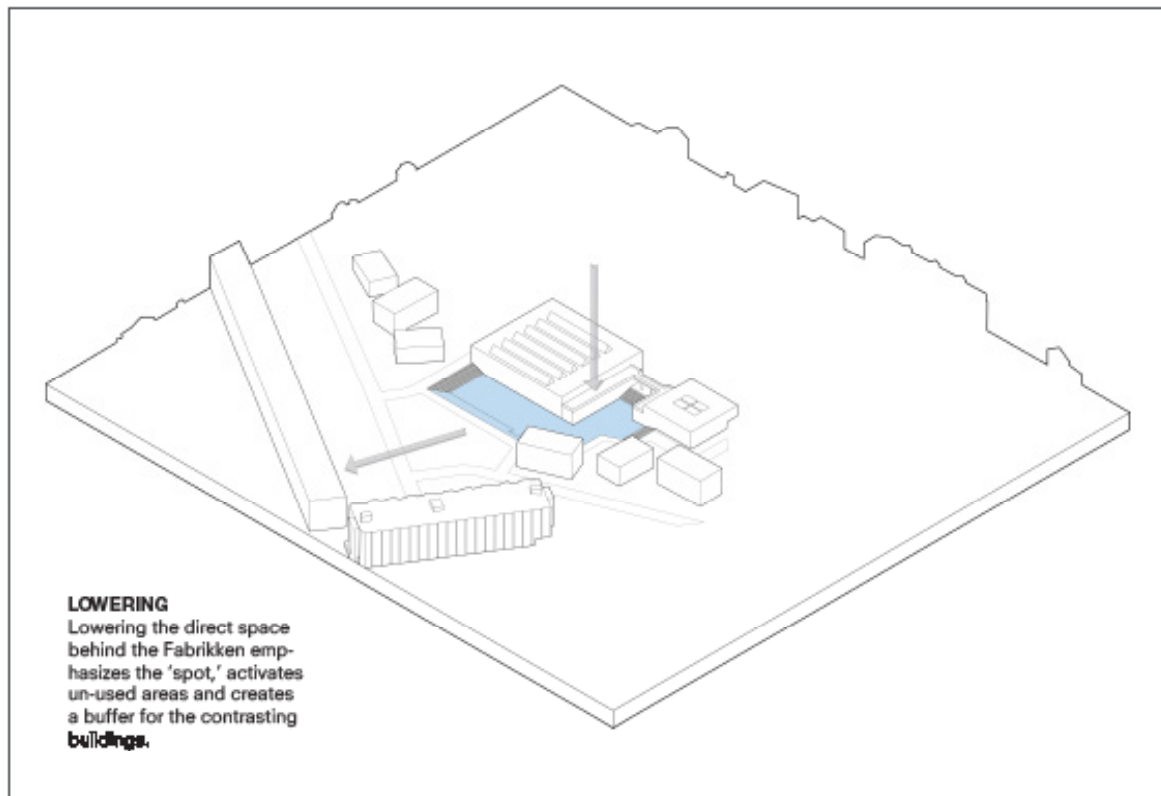 LOWERING
Lowering the direct space
behind the Fabrikken emp-
hasizes the ‘spot,’ activates
un-used areas and creates
a buffer for the contrasting
buildings.